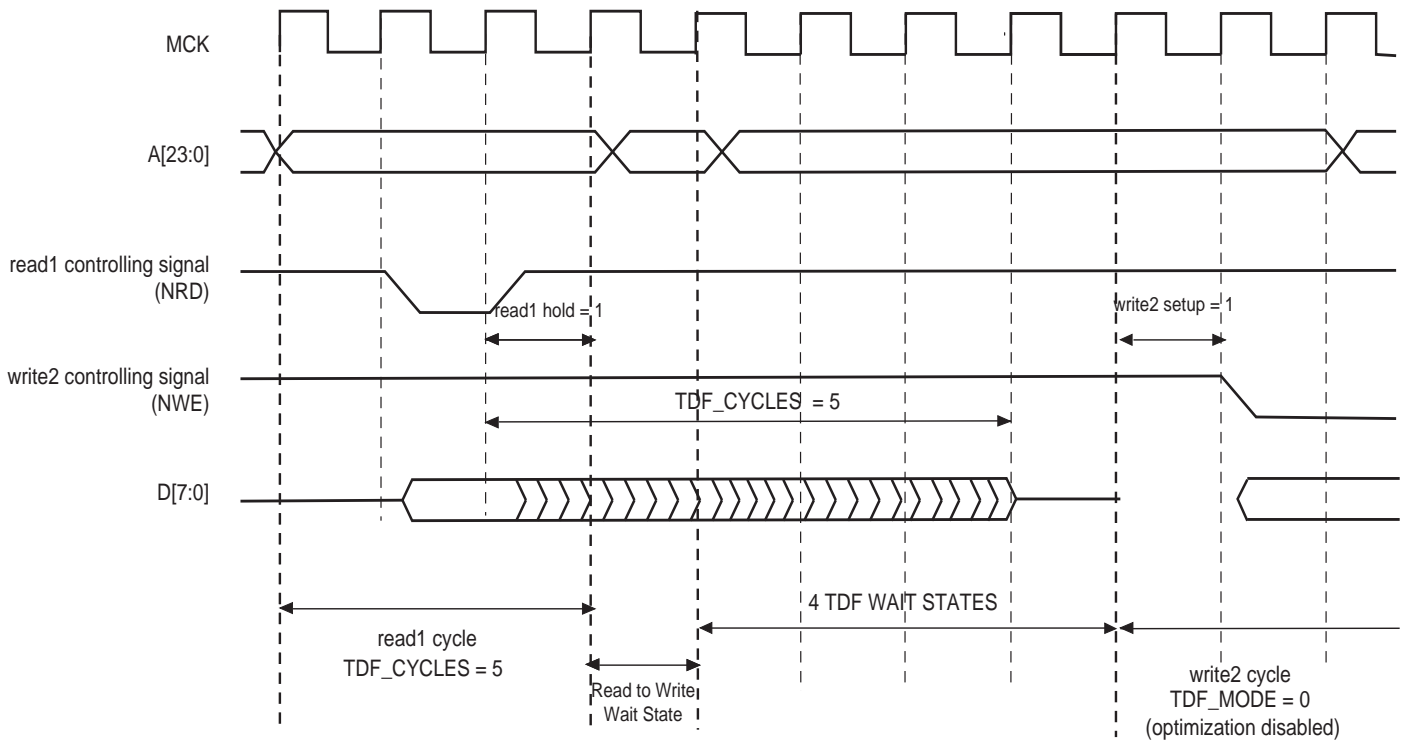 MCK
A[23:0]
read1 controlling signal
(NRD)
read1 hold = 1
write2 setup = 1
write2 controlling signal
(NWE)
TDF_CYCLES = 5
D[7:0]
4 TDF WAIT STATES
read1 cycle
TDF_CYCLES = 5
Read to Write
Wait State
write2 cycle
TDF_MODE = 0
(optimization disabled)